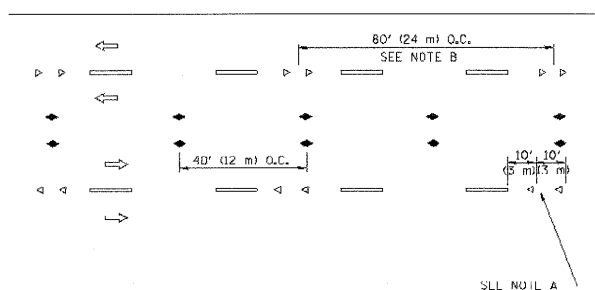 80' (24 m) O.C.
SEE NOTE B
40' (12 m) O.C.
10' 10'
(3 m) (3 m)
SEE NOTE A